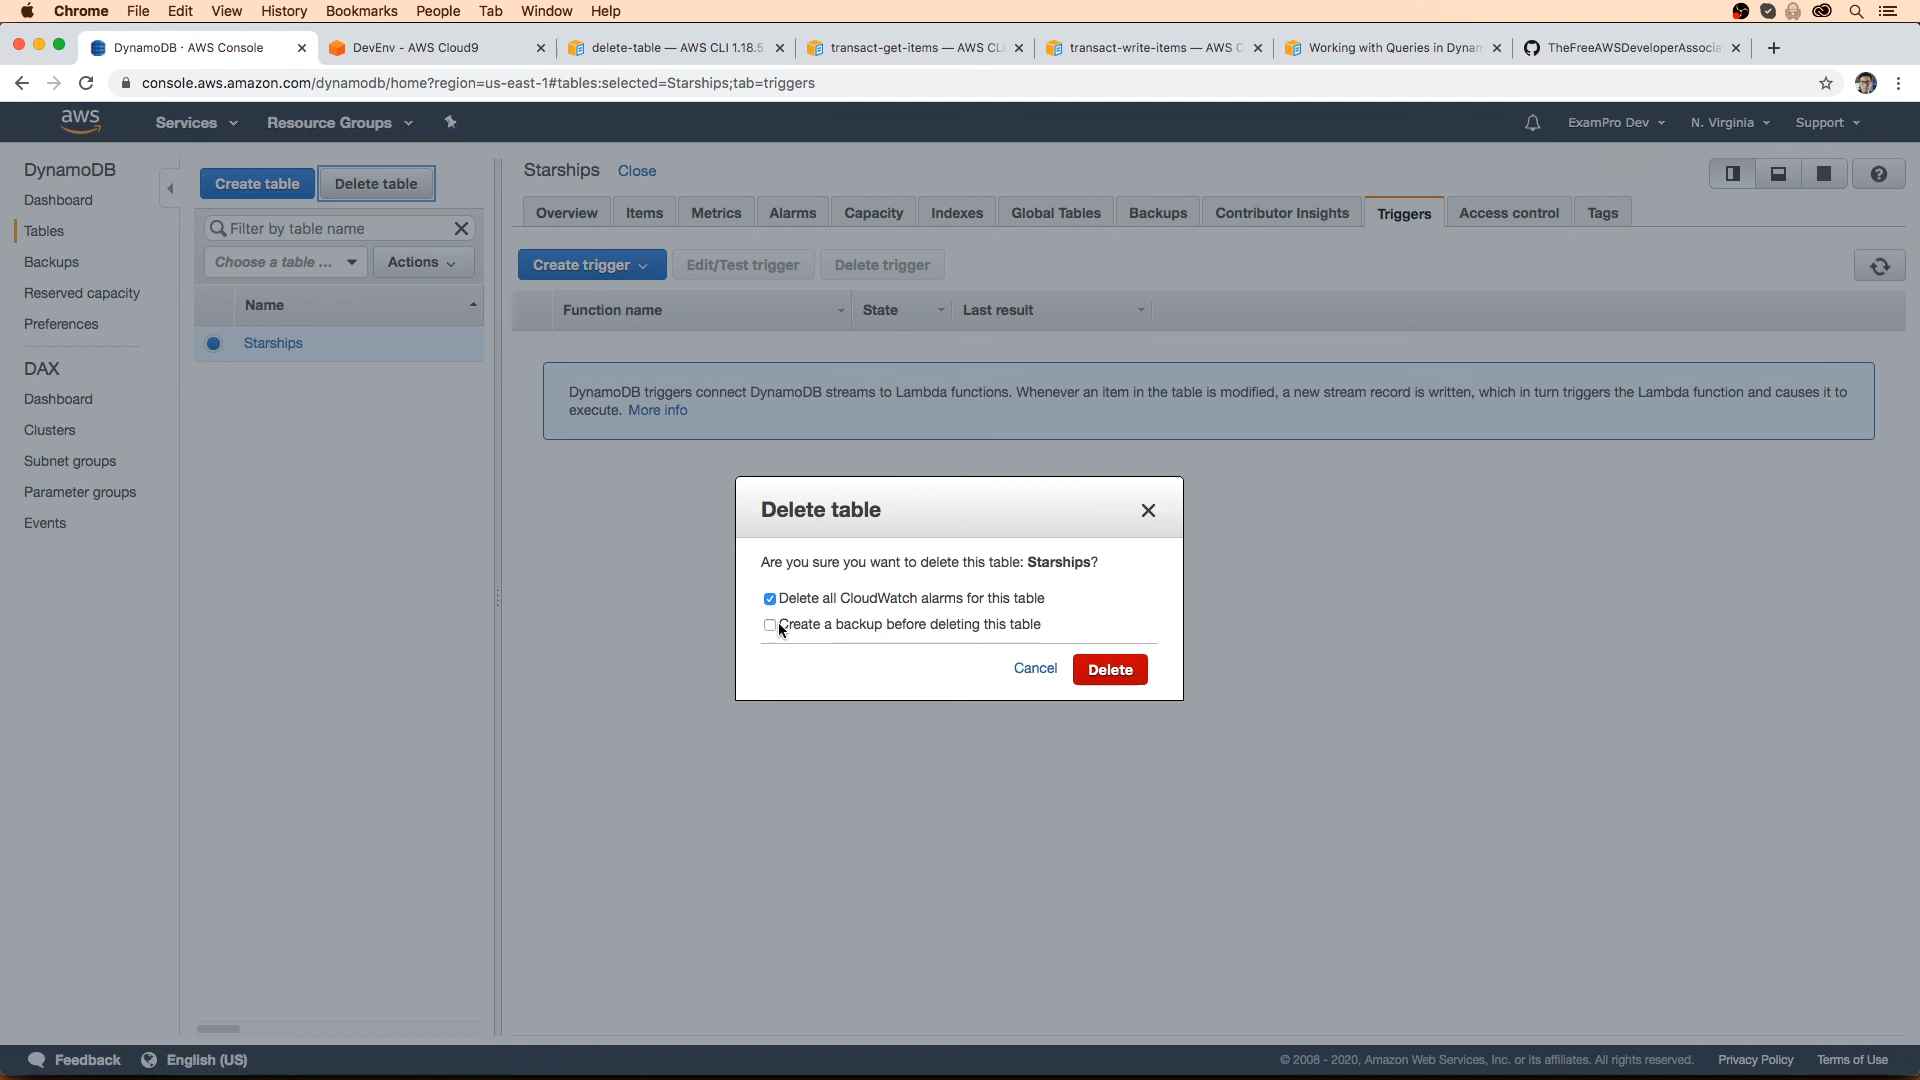 Chrome File Edit View History Bookmarks People Tab Window Help
DynamoDB · AWS Console
DevEnv - AWS Cloud9
delete-table — AWS CLI 1.18.5
transact-get-items — AWS CL
transact-write-items — AWS C
Working with Queries in Dynam
TheFreeAWSDeveloperAssocia
console.aws.amazon.com/dynamodb/home?region=us-east-1#tables:selected=Starships;tab=triggers
aws
Services
Resource Groups
ExamPro Dev
N. Virginia
Support
DynamoDB
Dashboard
Tables
Backups
Reserved capacity
Preferences
DAX
Dashboard
Clusters
Subnet groups
Parameter groups
Events
Create table
Delete table
Filter by table name
Choose a table ...
Actions
Name
Starships
Starships Close
Overview
Items
Metrics
Alarms
Capacity
Indexes
Global Tables
Backups
Contributor Insights
Triggers
Access control
Tags
Create trigger
Edit/Test trigger
Delete trigger
Function name
State
Last result
DynamoDB triggers connect DynamoDB streams to Lambda functions. Whenever an item in the table is modified, a new stream record is written, which in turn triggers the Lambda function and causes it to
execute. More info
Delete table
Are you sure you want to delete this table: Starships?
Delete all CloudWatch alarms for this table
Create a backup before deleting this table
Cancel
Delete
Feedback
English (US)
© 2008 - 2020, Amazon Web Services, Inc. or its affiliates. All rights reserved.
Privacy Policy
Terms of Use